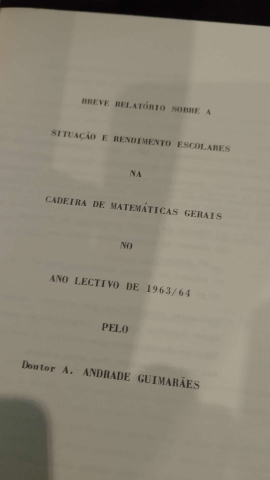 BREVE RELATÓRIO SOBRE A
SITUAÇÃO E RENDIMENTO ESCOLARES
NA
CADEIRA DE MATEMÁTICAS GERAIS
NO
ANO LECTIVO DE 1963/64
PELO
Doutor A. ANDRADE GUIMARÃES